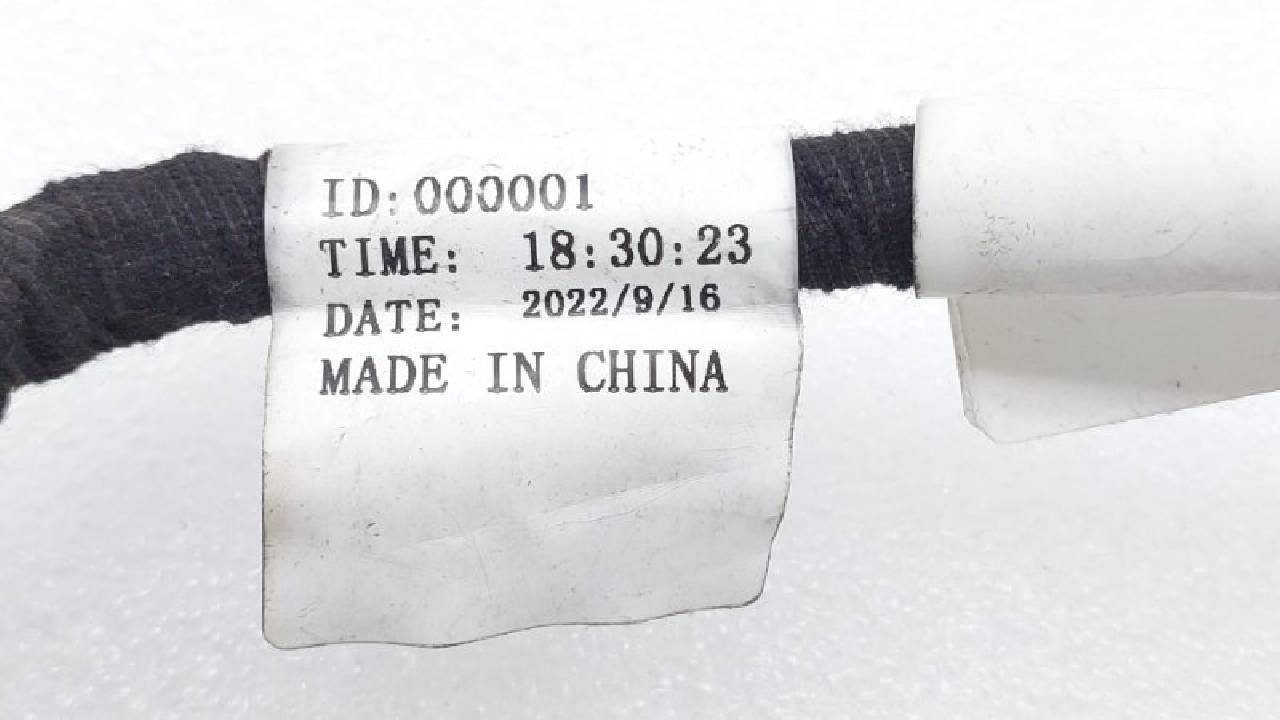 ID:000001
TIME: 18:30:23
DATE: 2022/9/16
MADE IN CHINA